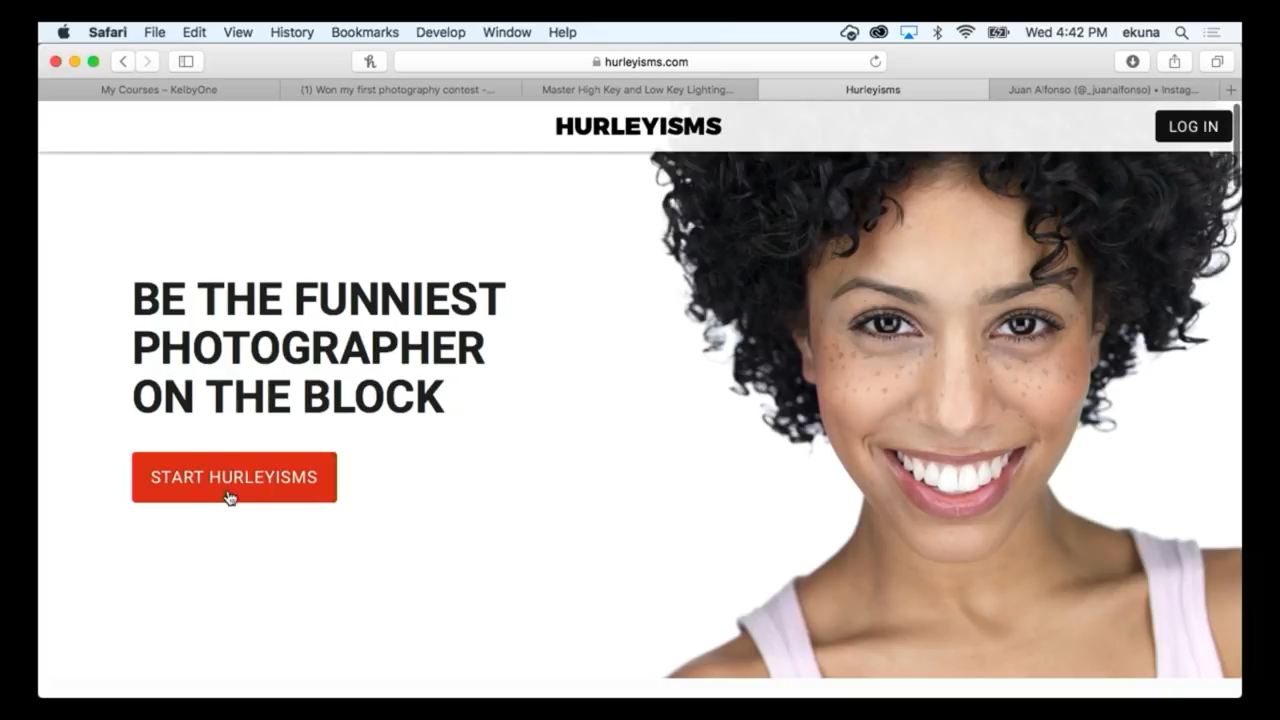 Safari File Edit View History Bookmarks Develop Window Help Wed 4:42 PM ekuna
hurleyisms.com
My Courses – KelbyOne (1) Won my first photography contest -... Master High Key and Low Key Lighting... Hurleyisms Juan Alfonso (@_juanalfonso) • Instag... +
HURLEYISMS
LOG IN
BE THE FUNNIEST
PHOTOGRAPHER
ON THE BLOCK
START HURLEYISMS